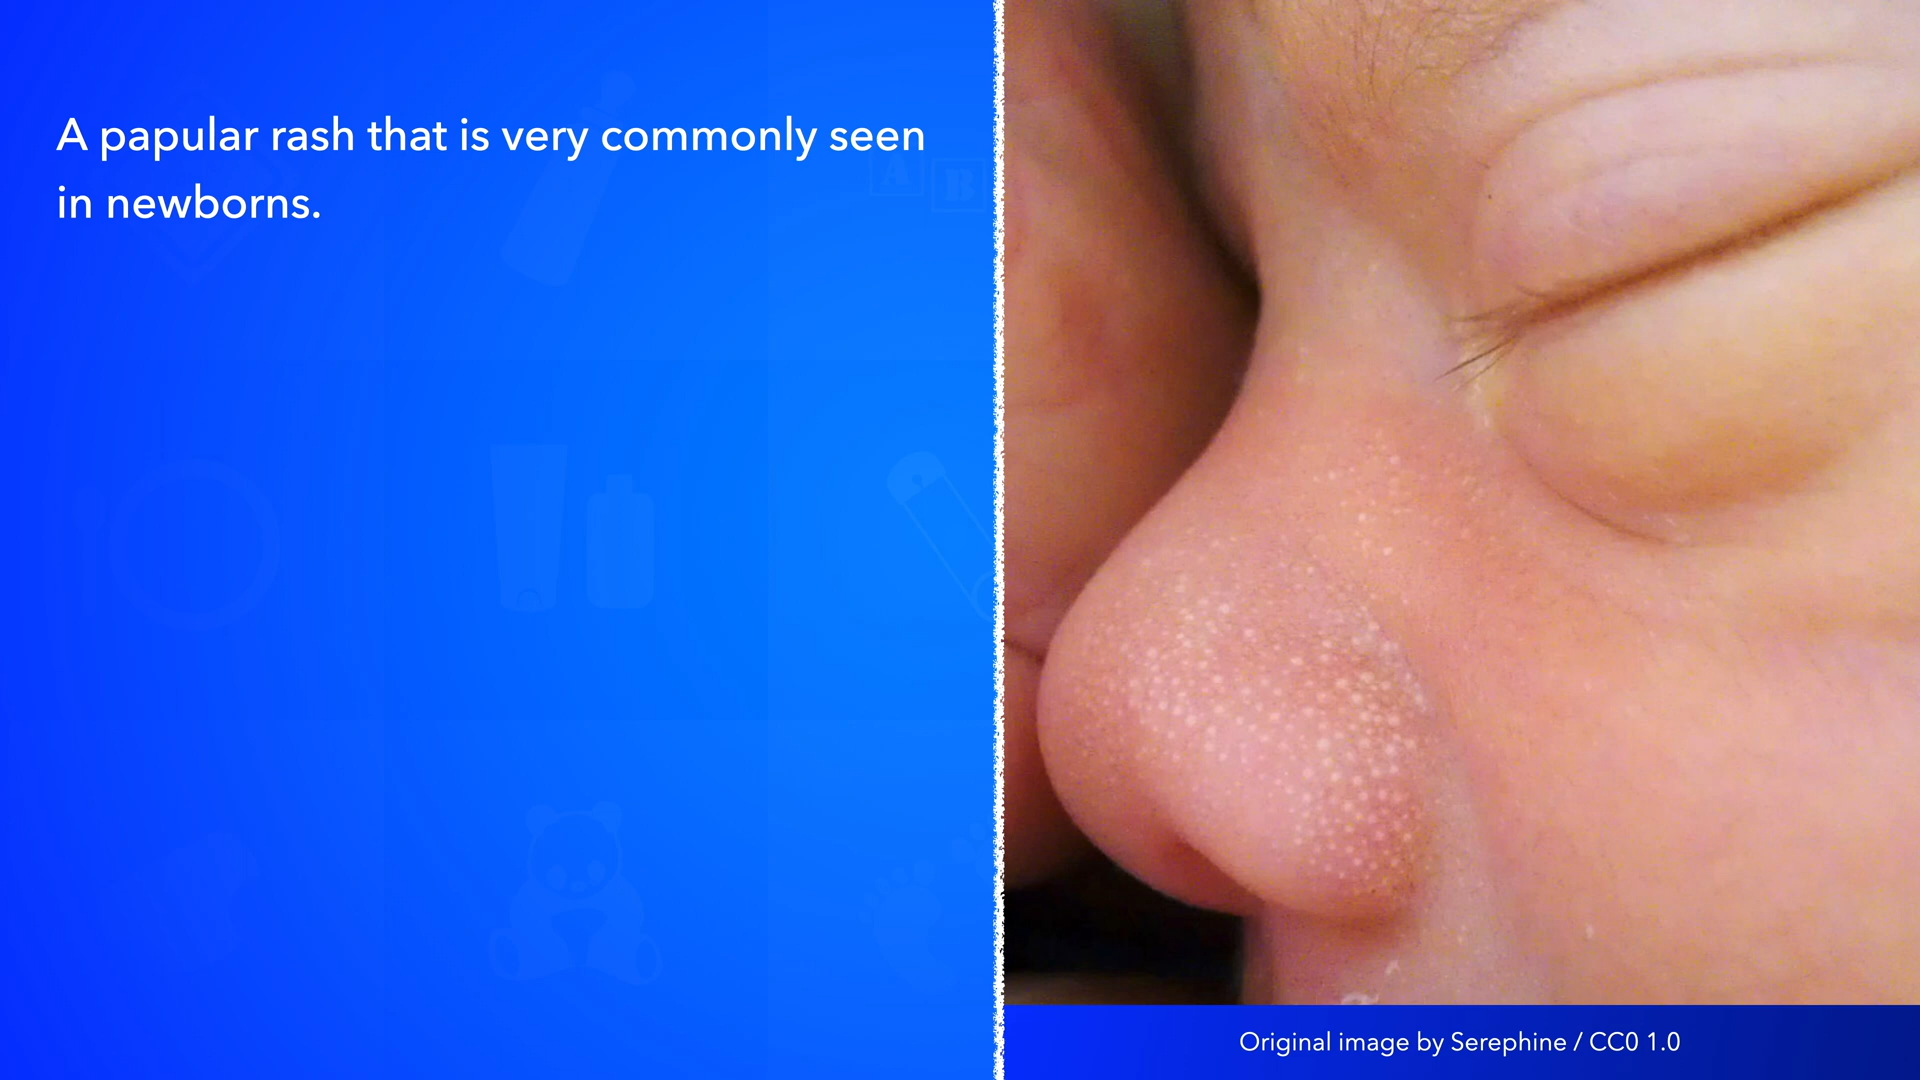 A papular rash that is very commonly seen
in newborns.
A B
Original image by Serephine / CC0 1.0